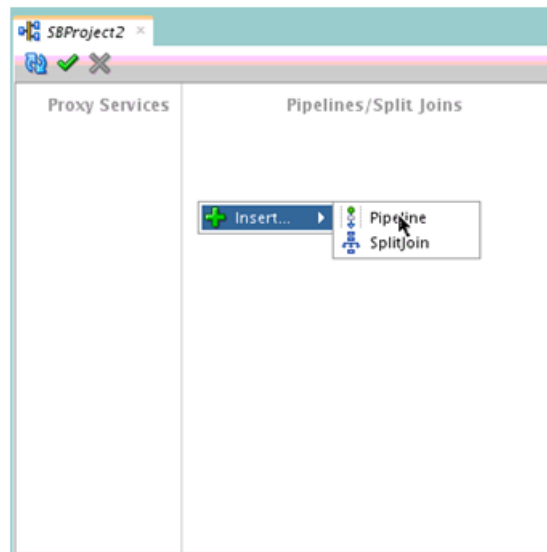 SBProject2
Proxy Services
Pipelines/Split Joins
Insert...
Pipeline
SplitJoin